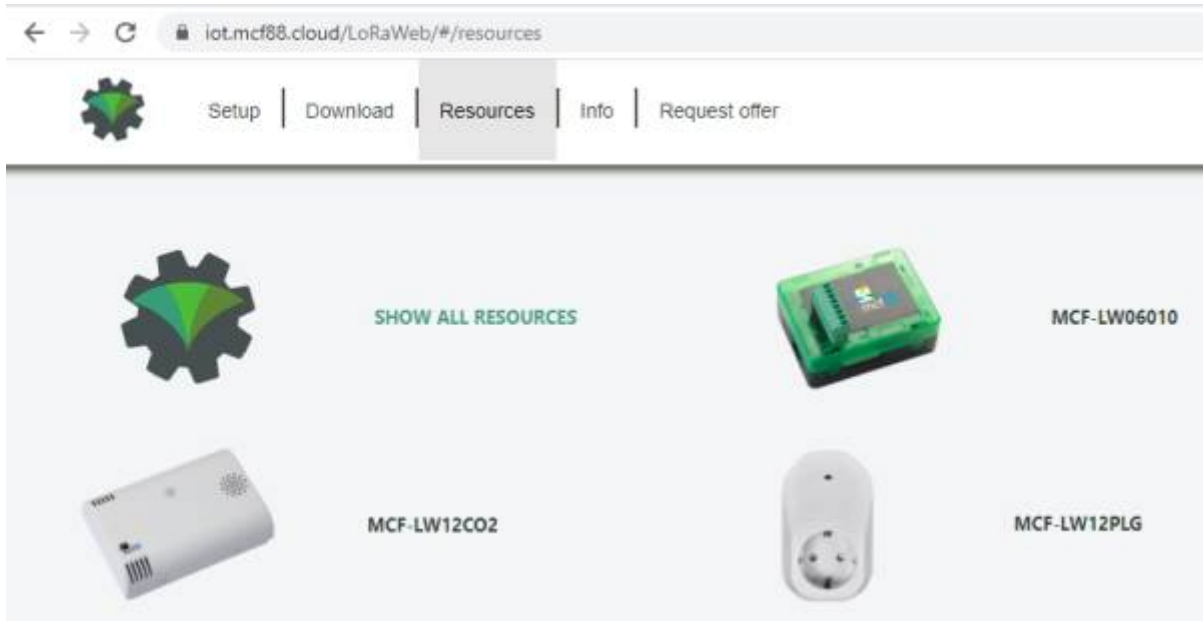 iot.mcf88.cloud/LoRaWeb/#/resources
Setup Download Resources Info Request offer
SHOW ALL RESOURCES
MCF-LW06010
MCF-LW12CO2
MCF-LW12PLG